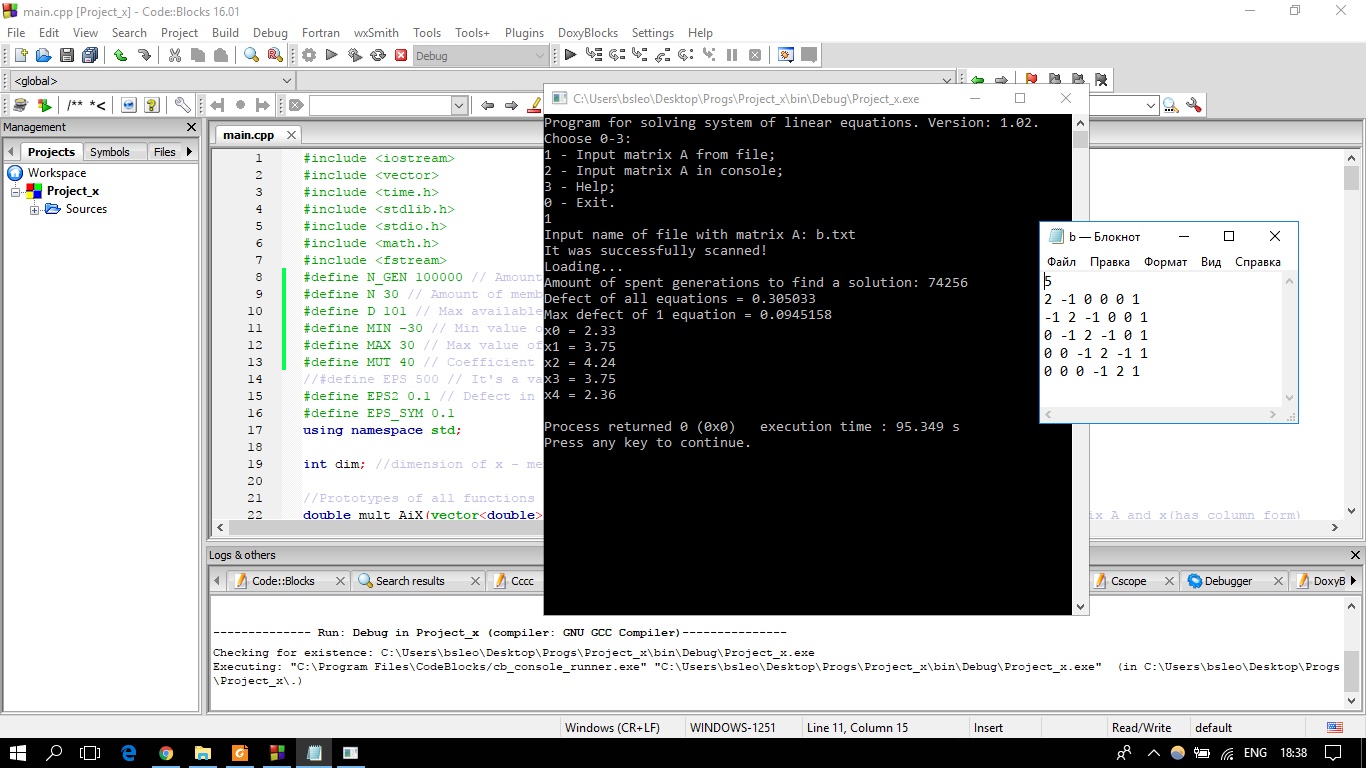 main.cpp [Project_x] - Code::Blocks 16.01
File Edit View Search Project Build Debug Fortran wxSmith Tools Tools+ Plugins DoxyBlocks Settings Help
Debug
<global>
/** *<
Management
Projects Symbols Files
Workspace
Project_x
Sources
main.cpp
1 #include <iostream>
2 #include <vector>
3 #include <time.h>
4 #include <stdlib.h>
5 #include <stdio.h>
6 #include <math.h>
7 #include <fstream>
8 #define N_GEN 100000 // Amount
9 #define N 30 // Amount of memb
10 #define D 101 // Max available
11 #define MIN -30 // Min value o
12 #define MAX 30 // Max value of
13 #define MUT 40 // Coefficient
14 //#define EPS 500 // It's a va
15 #define EPS2 0.1 // Defect in
16 #define EPS_SYM 0.1
17 using namespace std;
18
19 int dim; //dimension of x - me
20
21 //Prototypes of all functions
22 double mult_AiX(vector<double> ix A and x(has column form)
C:\Users\bsleo\Desktop\Progs\Project_x\bin\Debug\Project_x.exe
Program for solving system of linear equations. Version: 1.02.
Choose 0-3:
1 - Input matrix A from file;
2 - Input matrix A in console;
3 - Help;
0 - Exit.
1
Input name of file with matrix A: b.txt
It was successfully scanned!
Loading...
Amount of spent generations to find a solution: 74256
Defect of all equations = 0.305033
Max defect of 1 equation = 0.0945158
x0 = 2.33
x1 = 3.75
x2 = 4.24
x3 = 3.75
x4 = 2.36
Process returned 0 (0x0)   execution time : 95.349 s
Press any key to continue.
b — Блокнот
Файл Правка Формат Вид Справка
5
2 -1 0 0 0 1
-1 2 -1 0 0 1
0 -1 2 -1 0 1
0 0 -1 2 -1 1
0 0 0 -1 2 1
Logs & others
Code::Blocks Search results Cccc Cscope Debugger DoxyB
-------------- Run: Debug in Project_x (compiler: GNU GCC Compiler)---------------
Checking for existence: C:\Users\bsleo\Desktop\Progs\Project_x\bin\Debug\Project_x.exe
Executing: "C:\Program Files\CodeBlocks/cb_console_runner.exe" "C:\Users\bsleo\Desktop\Progs\Project_x\bin\Debug\Project_x.exe"  (in C:\Users\bsleo\Desktop\Progs
\Project_x\.)
Windows (CR+LF) WINDOWS-1251 Line 11, Column 15 Insert Read/Write default
ENG 18:38